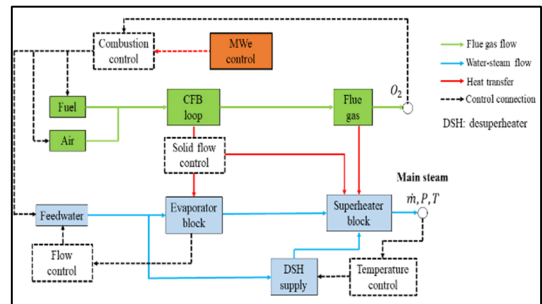 Combustion
control
MWe
control
Flue gas flow
Water-steam flow
Heat transfer
Control connection
DSH: desuperheater
Fuel
Air
CFB
loop
Flue
gas
O₂
Solid flow
control
Main steam
ṁ, P, T
Feedwater
Evaporator
block
Superheater
block
Flow
control
DSH
supply
Temperature
control